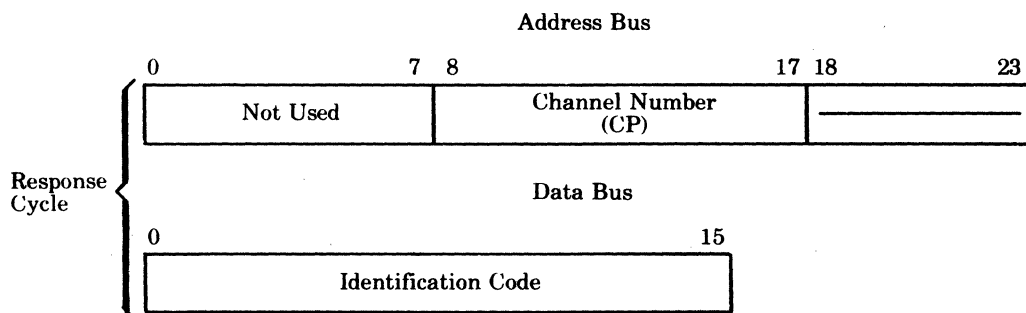 Address Bus
0 7 8 17 18 23
Not Used
Channel Number
(CP)
Response
Cycle
Data Bus
0 15
Identification Code